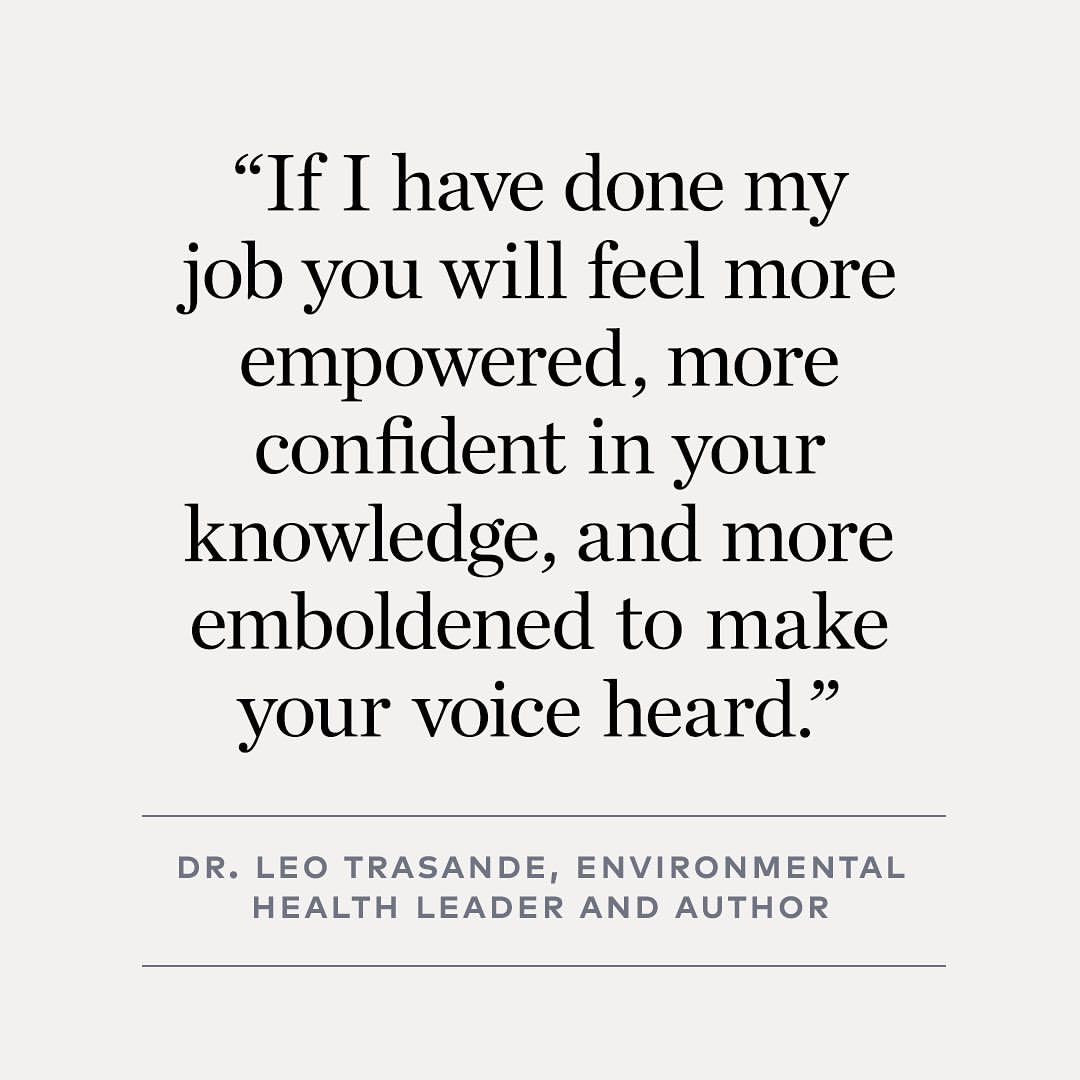 “If I have done my
job you will feel more
empowered, more
confident in your
knowledge, and more
emboldened to make
your voice heard.”
DR. LEO TRASANDE, ENVIRONMENTAL
HEALTH LEADER AND AUTHOR